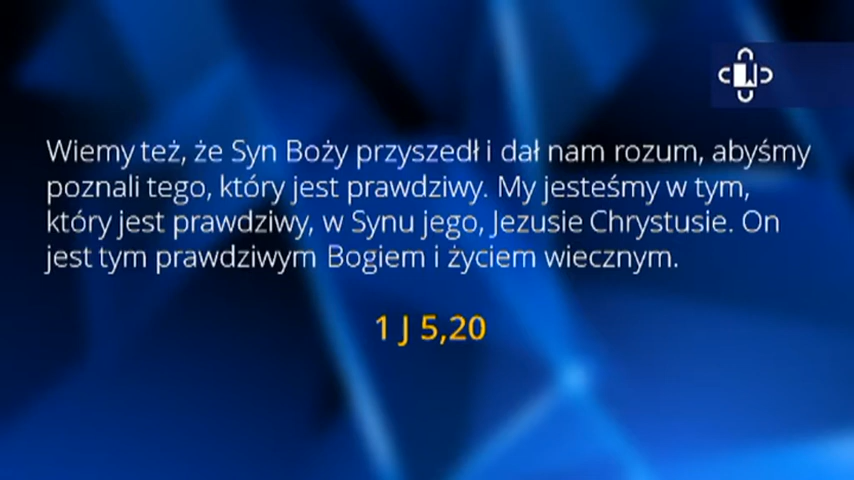 Wiemy też, że Syn Boży przyszedł i dał nam rozum, abyśmy
poznali tego, który jest prawdziwy. My jesteśmy w tym,
który jest prawdziwy, w Synu jego, Jezusie Chrystusie. On
jest tym prawdziwym Bogiem i życiem wiecznym.
1 J 5,20